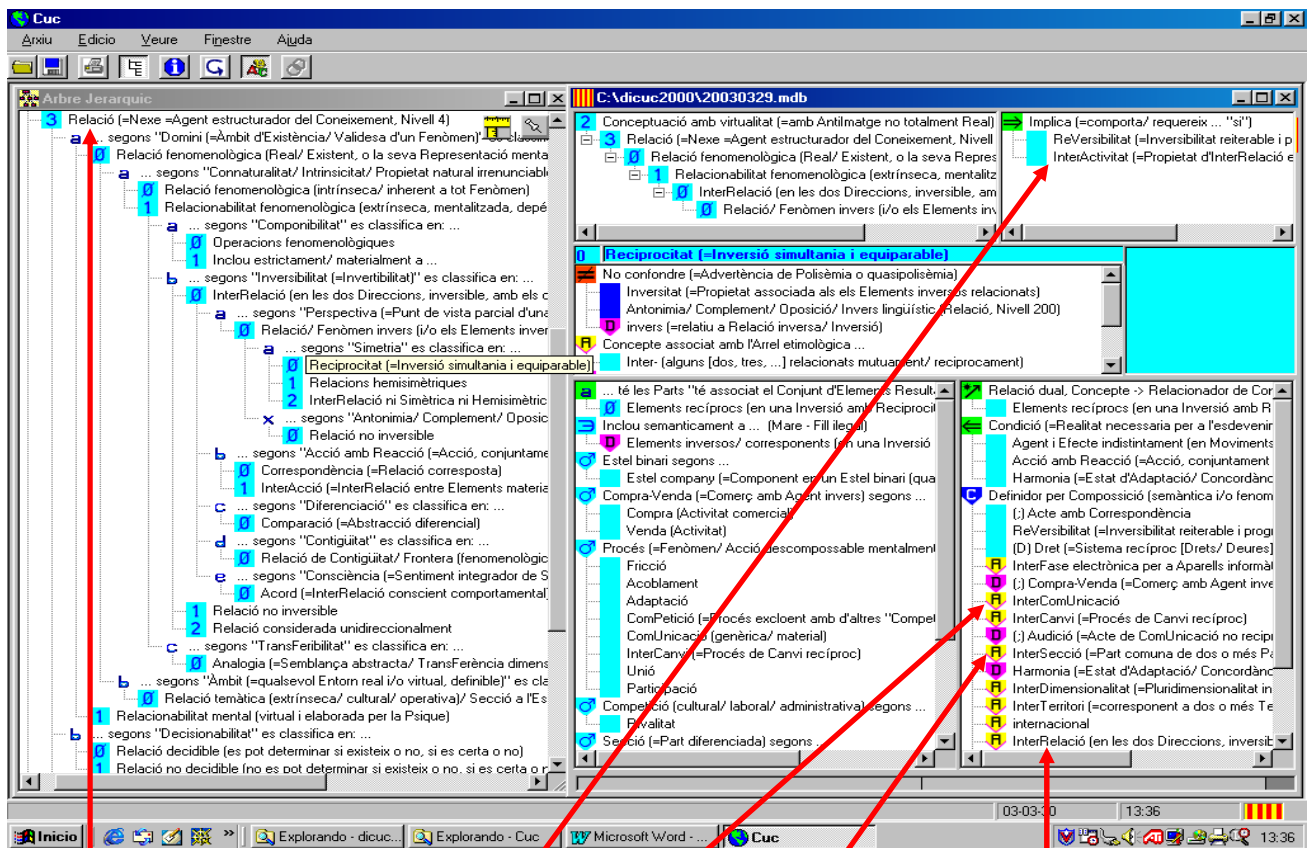 Cuc
Arxiu Edicio Veure Finestre Ajuda
Arbre Jerarquic
3 Relació (=Nexe =Agent estructurador del Coneixement, Nivell 4)
a ... segons "Domini (=Àmbit d'Existència/ Validesa d'un Fenòmen)"
0 Relació fenomenològica (Real/ Existent, o la seva Representació menta
a ... segons "Connaturalitat/ Intrinsicitat/ Propietat natural irrenunciable
0 Relació fenomenològica (intrínseca/ inherent a tot Fenòmen)
1 Relacionabilitat fenomenològica (extrínseca, mentalitzada, depé
a ... segons "Componibilitat" es classifica en: ...
0 Operacions fenomenològiques
1 Inclou estrictament/ materialment a ...
b ... segons "Inversibilitat (=Invertibilitat)" es classifica en: ...
0 InterRelació (en les dos Direccions, inversible, amb els c
a ... segons "Perspectiva (=Punt de vista parcial d'una
0 Relació/ Fenòmen invers (i/o els Elements inver
a ... segons "Simetria" es classifica en: ...
0 Reciprocitat (=Inversió simultania i equiparable)
1 Relacions hemisimètriques
2 InterRelació ni Simètrica ni Hemisimètric
x ... segons "Antonimia/ Complement/ Oposic
0 Relació no inversible
b ... segons "Acció amb Reacció (=Acció, conjuntame
0 Correspondència (=Relació corresposta)
1 InterAcció (=InterRelació entre Elements materia
c ... segons "Diferenciació" es classifica en: ...
0 Comparació (=Abstracció diferencial)
d ... segons "Contigüitat" es classifica en: ...
0 Relació de Contigüitat/ Frontera (fenomenològic
e ... segons "Consciència (=Sentiment integrador de S
0 Acord (=InterRelació conscient comportamental)
1 Relació no inversible
2 Relació considerada unidireccionalment
c ... segons "TransFeribilitat" es classifica en: ...
0 Analogia (=Semblança abstracta/ TransFerència dimens
b ... segons "Àmbit (=qualsevol Entorn real i/o virtual, definible)" es cla
0 Relació temàtica (extrínseca/ cultural/ operativa)/ Secció a l'Es
1 Relacionabilitat mental (virtual i elaborada per la Psique)
b ... segons "Decisionabilitat" es classifica en: ...
0 Relació decidible (es pot determinar si existeix o no, si es certa o no)
1 Relació no decidible (no es pot determinar si existeix o no, si es certa o n
C:\dicuc2000\20030329.mdb
2 Conceptuació amb virtualitat (=amb AntiImatge no totalment Real)
3 Relació (=Nexe =Agent estructurador del Coneixement, Nivell
0 Relació fenomenològica (Real/ Existent, o la seva Repres
1 Relacionabilitat fenomenològica (extrínseca, mentalitz
0 InterRelació (en les dos Direccions, inversible, am
0 Relació/ Fenòmen invers (i/o els Elements inv
Implica (=comporta/ requereix ... "si")
ReVersibilitat (=Inversibilitat reiterable i p
InterActivitat (=Propietat d'InterRelació e
0 Reciprocitat (=Inversió simultania i equiparable)
No confondre (=Advertència de Polisèmia o quasipolisèmia)
Inversitat (=Propietat associada als els Elements inversos relacionats)
Antonimia/ Complement/ Oposició/ Invers lingüístic (Relació, Nivell 200)
D invers (=relatiu a Relació inversa/ Inversió)
A Concepte associat amb l'Arrel etimològica ...
Inter- (alguns [dos, tres, ...] relacionats mutuament/ reciprocament)
a ... té les Parts "té associat el Conjunt d'Elements Result
0 Elements recíprocs (en una Inversió amb Reciprocit
Inclou semanticament a ... (Mare - Fill ilegal)
D Elements inversos/ corresponents (en una Inversió
Estel binari segons ...
Estel company (=Component en un Estel binari (qua
Compra-Venda (=Comerç amb Agent invers) segons ...
Compra (Activitat comercial)
Venda (Activitat)
Procés (=Fenòmen/ Acció descompossable mentalment
Fricció
Acoblament
Adaptació
ComPetició (=Procés excloent amb d'altres "Compet
ComUnicació (genèrica/ material)
InterCanvi (=Procés de Canvi recíproc)
Unió
Participació
Competició (cultural/ laboral/ administrativa) segons ...
Rivalitat
Secció (=Part diferenciada) segons ...
Relació dual, Concepte -> Relacionador de Cor
Elements recíprocs (en una Inversió amb R
Condició (=Realitat necessaria per a l'esdevenir
Agent i Efecte indistintament (en Moviments
Acció amb Reacció (=Acció, conjuntament
Harmonia (=Estat d'Adaptació/ Concordànc
C Definidor per Compossició (semàntica i/o fenom
(;) Acte amb Correspondència
ReVersibilitat (=Inversibilitat reiterable i progr
(D) Dret (=Sistema recíproc [Drets/ Deures]
A InterFase electrònica per a Aparells informàt
D (;) Compra-Venda (=Comerç amb Agent inve
A InterComUnicació
A InterCanvi (=Procés de Canvi recíproc)
D (;) Audició (=Acte de ComUnicació no recipr
A InterSecció (=Part comuna de dos o més Pa
D Harmonia (=Estat d'Adaptació/ Concordànc
A InterDimensionalitat (=Pluridimensionalitat in
A InterTerritori (=corresponent a dos o més Te
A internacional
A InterRelació (en les dos Direccions, inversib
03-03-30 13:36
Inicio » Explorando - dicuc... Explorando - Cuc Microsoft Word - ... Cuc 13:36